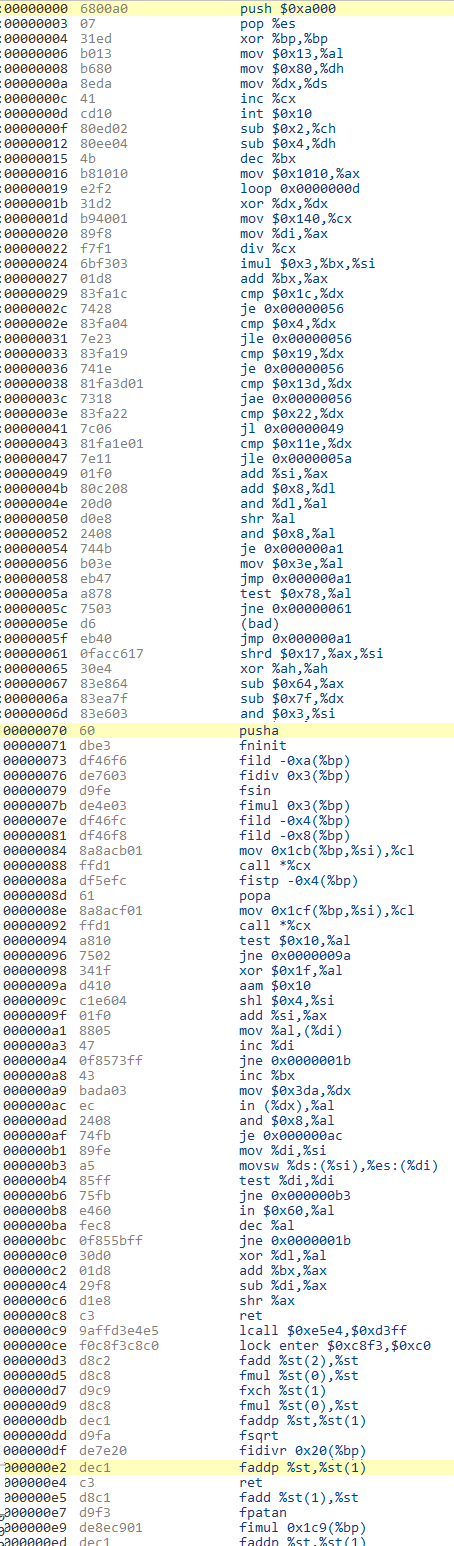 :00000000 6800a0 push $0xa000
:00000003 07 pop %es
:00000004 31ed xor %bp,%bp
:00000006 b013 mov $0x13,%al
:00000008 b680 mov $0x80,%dh
:0000000a 8eda mov %dx,%ds
:0000000c 41 inc %cx
:0000000d cd10 int $0x10
:0000000f 80ed02 sub $0x2,%ch
:00000012 80ee04 sub $0x4,%dh
:00000015 4b dec %bx
:00000016 b81010 mov $0x1010,%ax
:00000019 e2f2 loop 0x0000000d
:0000001b 31d2 xor %dx,%dx
:0000001d b94001 mov $0x140,%cx
:00000020 89f8 mov %di,%ax
:00000022 f7f1 div %cx
:00000024 6bf303 imul $0x3,%bx,%si
:00000027 01d8 add %bx,%ax
:00000029 83fa1c cmp $0x1c,%dx
:0000002c 7428 je 0x00000056
:0000002e 83fa04 cmp $0x4,%dx
:00000031 7e23 jle 0x00000056
:00000033 83fa19 cmp $0x19,%dx
:00000036 741e je 0x00000056
:00000038 81fa3d01 cmp $0x13d,%dx
:0000003c 7318 jae 0x00000056
:0000003e 83fa22 cmp $0x22,%dx
:00000041 7c06 jl 0x00000049
:00000043 81fa1e01 cmp $0x11e,%dx
:00000047 7e11 jle 0x0000005a
:00000049 01f0 add %si,%ax
:0000004b 80c208 add $0x8,%dl
:0000004e 20d0 and %dl,%al
:00000050 d0e8 shr %al
:00000052 2408 and $0x8,%al
:00000054 744b je 0x000000a1
:00000056 b03e mov $0x3e,%al
:00000058 eb47 jmp 0x000000a1
:0000005a a878 test $0x78,%al
:0000005c 7503 jne 0x00000061
:0000005e d6 (bad)
:0000005f eb40 jmp 0x000000a1
:00000061 0facc617 shrd $0x17,%ax,%si
:00000065 30e4 xor %ah,%ah
:00000067 83e864 sub $0x64,%ax
:0000006a 83ea7f sub $0x7f,%dx
:0000006d 83e603 and $0x3,%si
00000070 60 pusha
00000071 dbe3 fninit
00000073 df46f6 fild -0xa(%bp)
00000076 de7603 fidiv 0x3(%bp)
00000079 d9fe fsin
0000007b de4e03 fimul 0x3(%bp)
0000007e df46fc fild -0x4(%bp)
00000081 df46f8 fild -0x8(%bp)
00000084 8a8acb01 mov 0x1cb(%bp,%si),%cl
00000088 ffd1 call *%cx
0000008a df5efc fistp -0x4(%bp)
0000008d 61 popa
0000008e 8a8acf01 mov 0x1cf(%bp,%si),%cl
00000092 ffd1 call *%cx
00000094 a810 test $0x10,%al
00000096 7502 jne 0x0000009a
00000098 341f xor $0x1f,%al
0000009a d410 aam $0x10
0000009c c1e604 shl $0x4,%si
0000009f 01f0 add %si,%ax
000000a1 8805 mov %al,(%di)
000000a3 47 inc %di
000000a4 0f8573ff jne 0x0000001b
000000a8 43 inc %bx
000000a9 bada03 mov $0x3da,%dx
000000ac ec in (%dx),%al
000000ad 2408 and $0x8,%al
000000af 74fb je 0x000000ac
000000b1 89fe mov %di,%si
000000b3 a5 movsw %ds:(%si),%es:(%di)
000000b4 85ff test %di,%di
000000b6 75fb jne 0x000000b3
000000b8 e460 in $0x60,%al
000000ba fec8 dec %al
000000bc 0f855bff jne 0x0000001b
000000c0 30d0 xor %dl,%al
000000c2 01d8 add %bx,%ax
000000c4 29f8 sub %di,%ax
000000c6 d1e8 shr %ax
000000c8 c3 ret
000000c9 9affd3e4e5 lcall $0xe5e4,$0xd3ff
000000ce f0c8f3c8c0 lock enter $0xc8f3,$0xc0
000000d3 d8c2 fadd %st(2),%st
000000d5 d8c8 fmul %st(0),%st
000000d7 d9c9 fxch %st(1)
000000d9 d8c8 fmul %st(0),%st
000000db dec1 faddp %st,%st(1)
000000dd d9fa fsqrt
000000df de7e20 fidivr 0x20(%bp)
000000e2 dec1 faddp %st,%st(1)
000000e4 c3 ret
000000e5 d8c1 fadd %st(1),%st
000000e7 d9f3 fpatan
000000e9 de8ec901 fimul 0x1c9(%bp)
000000ed dec1 faddp %st,%st(1)